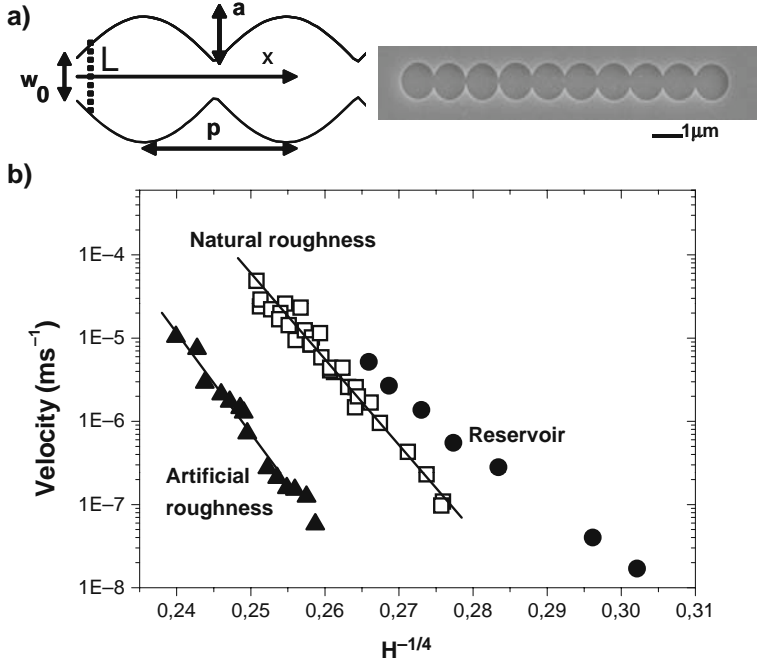 a)
a
x
L
w0
p
1μm
b)
1E−4
1E−5
1E−6
1E−7
1E−8
Velocity (ms⁻¹)
Natural roughness
Reservoir
Artificial
roughness
0,24 0,25 0,26 0,27 0,28 0,29 0,30 0,31
H⁻¹/⁴